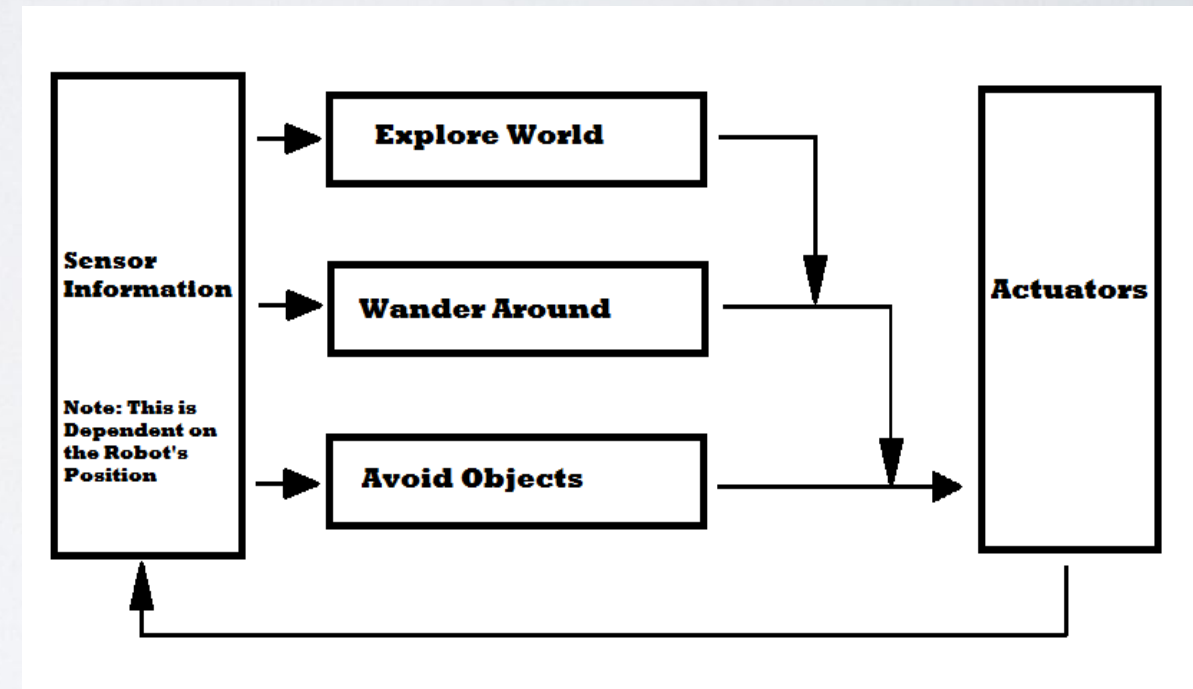 Explore World
Sensor
Information
Wander Around
Actuators
Note: This is
Dependent on
the Robot's
Position
Avoid Objects